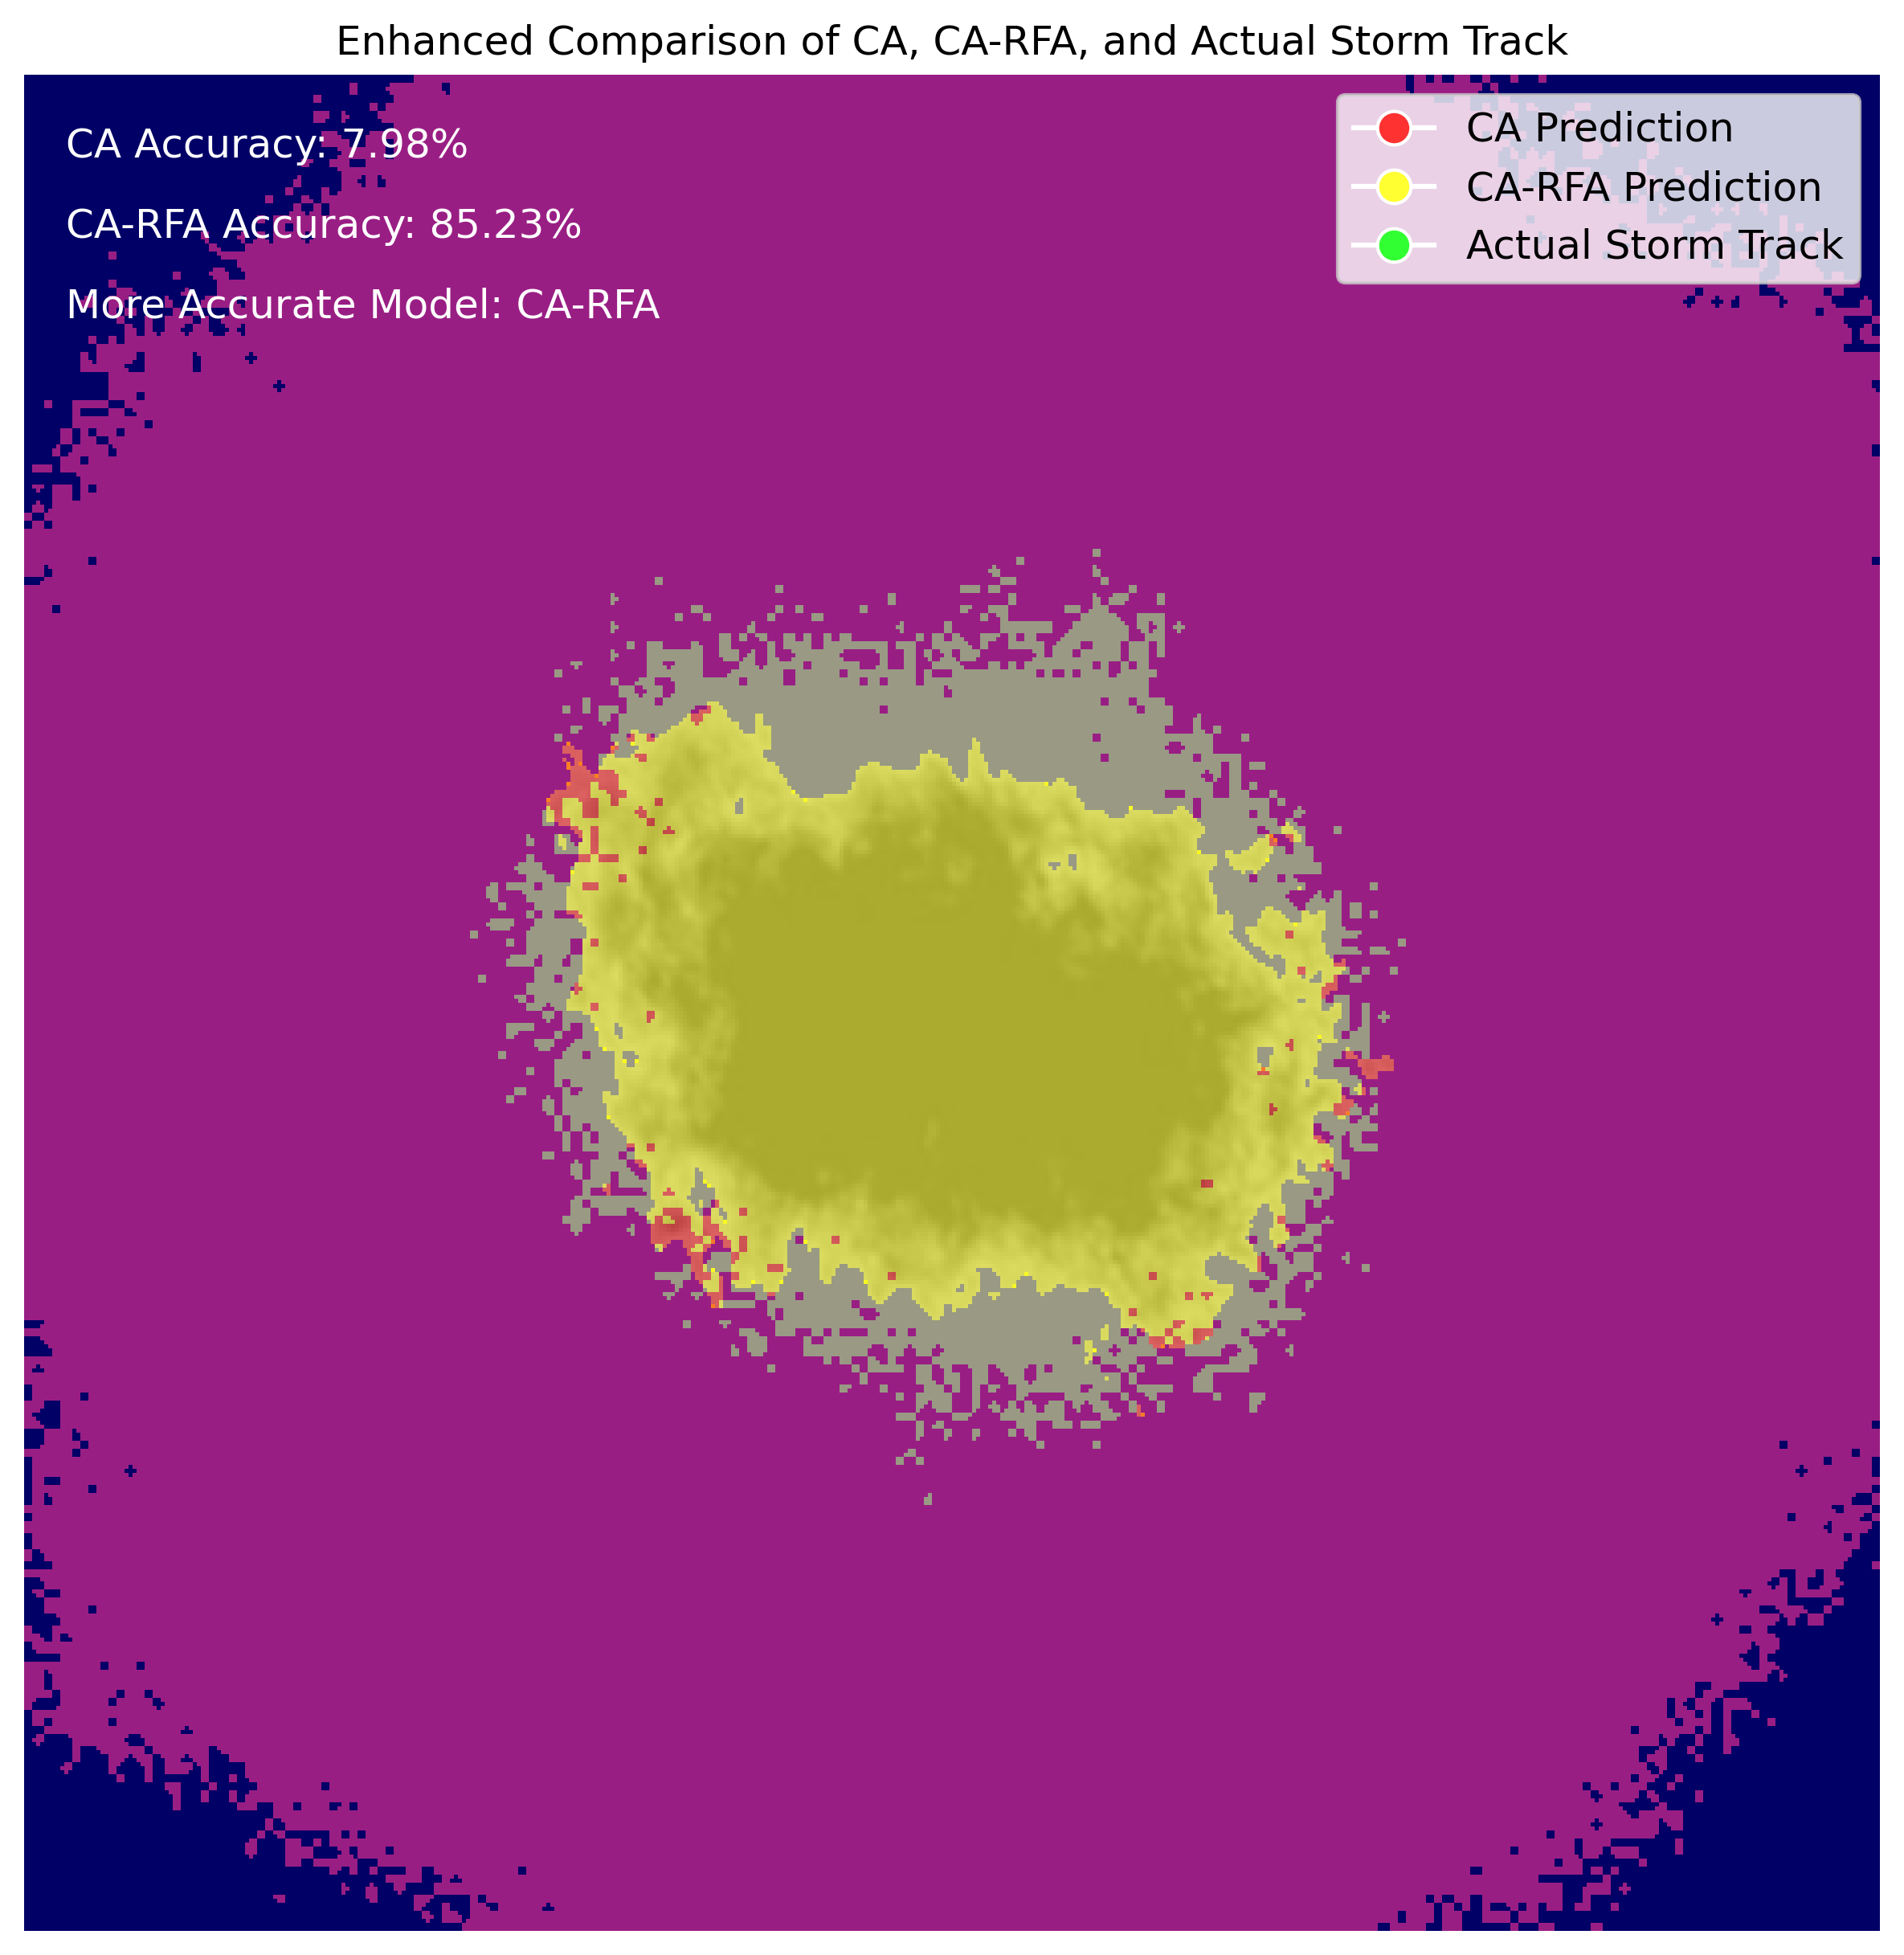 Enhanced Comparison of CA, CA-RFA, and Actual Storm Track
CA Accuracy: 7.98%
CA-RFA Accuracy: 85.23%
More Accurate Model: CA-RFA
CA Prediction
CA-RFA Prediction
Actual Storm Track